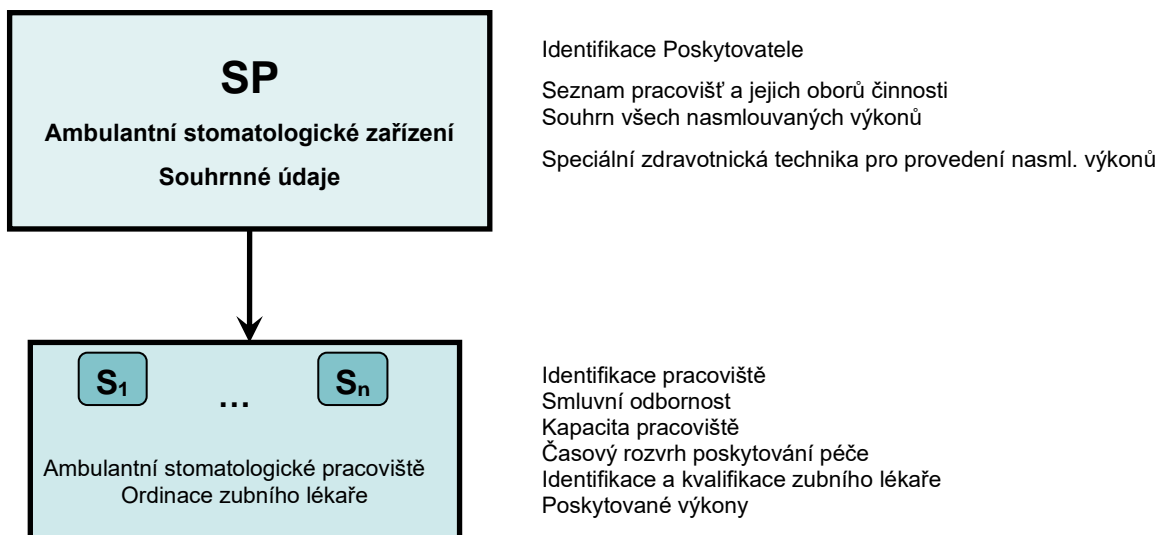 SP
Ambulantní stomatologické zařízení
Souhrnné údaje
Identifikace Poskytovatele
Seznam pracovišť a jejich oborů činnosti
Souhrn všech nasmlouvaných výkonů
Speciální zdravotnická technika pro provedení nasml. výkonů
S1 … Sn
Ambulantní stomatologické pracoviště
Ordinace zubního lékaře
Identifikace pracoviště
Smluvní odbornost
Kapacita pracoviště
Časový rozvrh poskytování péče
Identifikace a kvalifikace zubního lékaře
Poskytované výkony